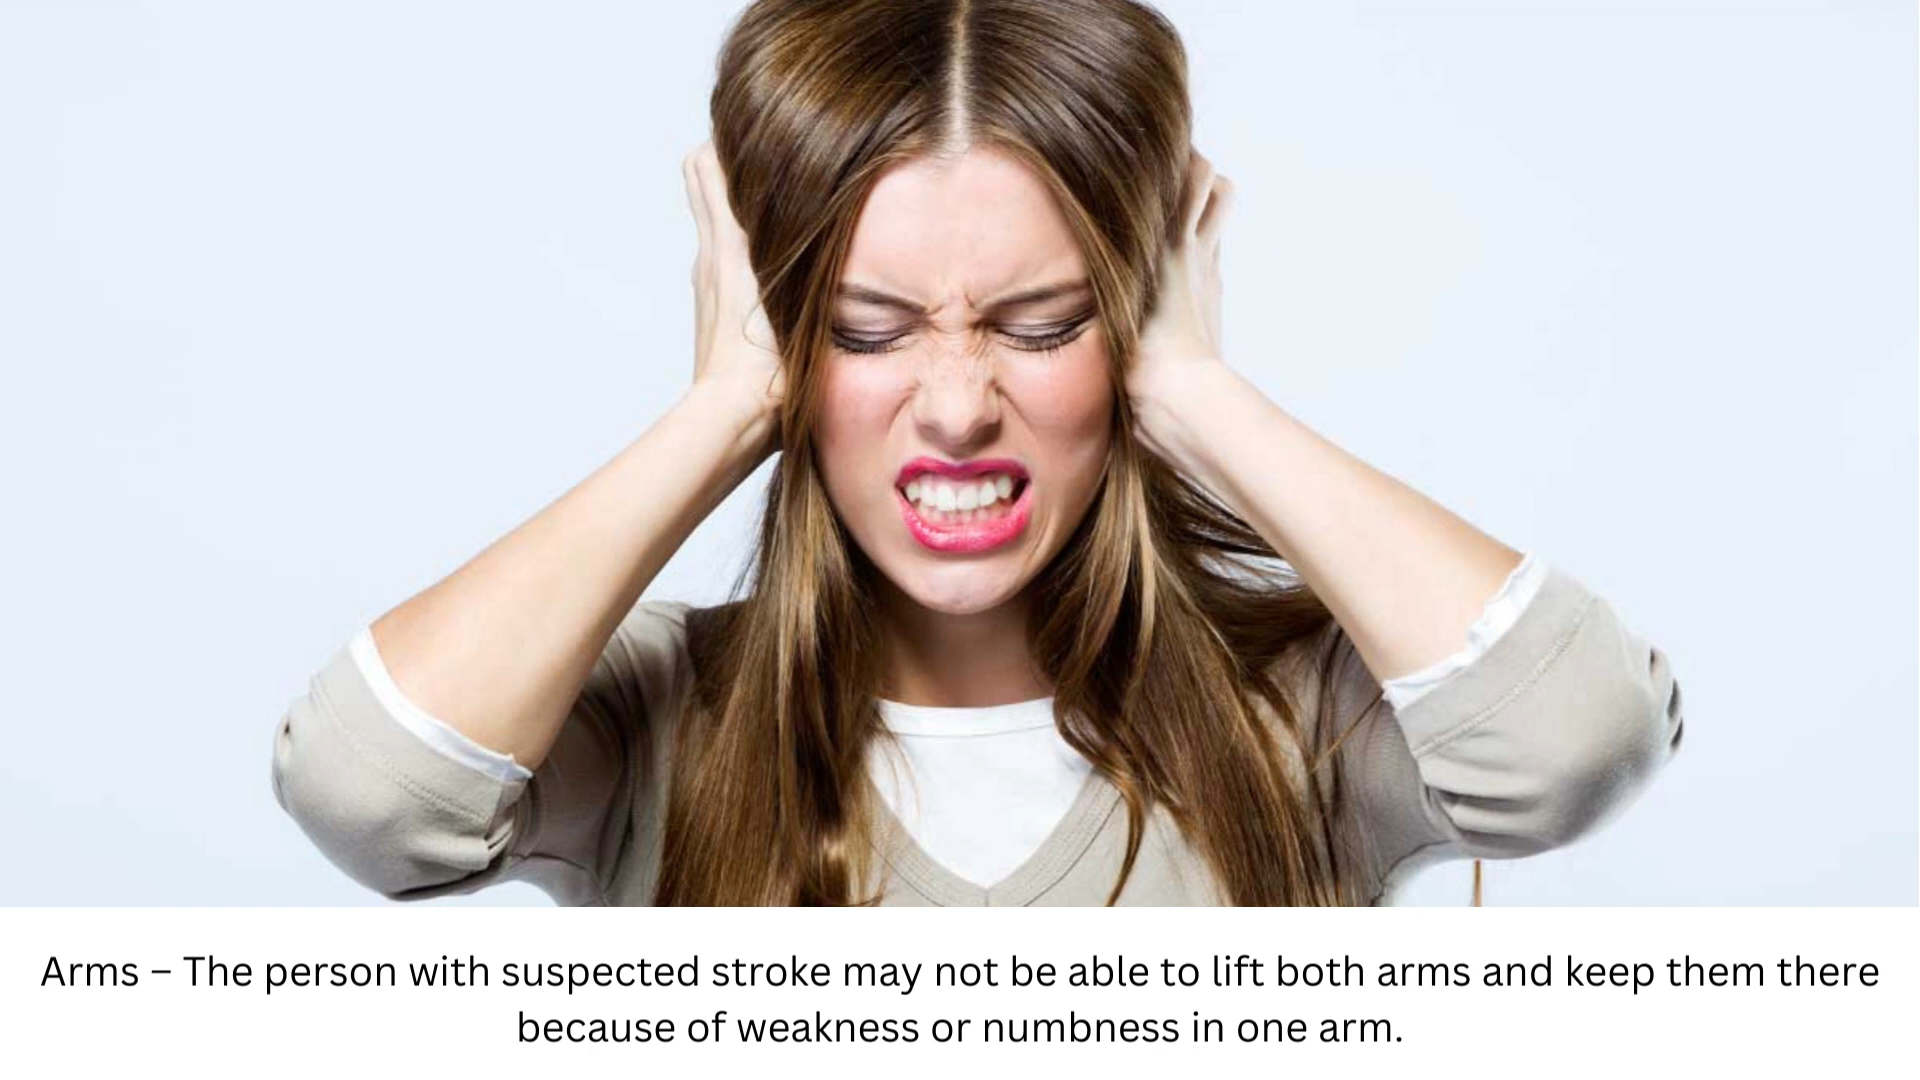 Arms – The person with suspected stroke may not be able to lift both arms and keep them there
because of weakness or numbness in one arm.